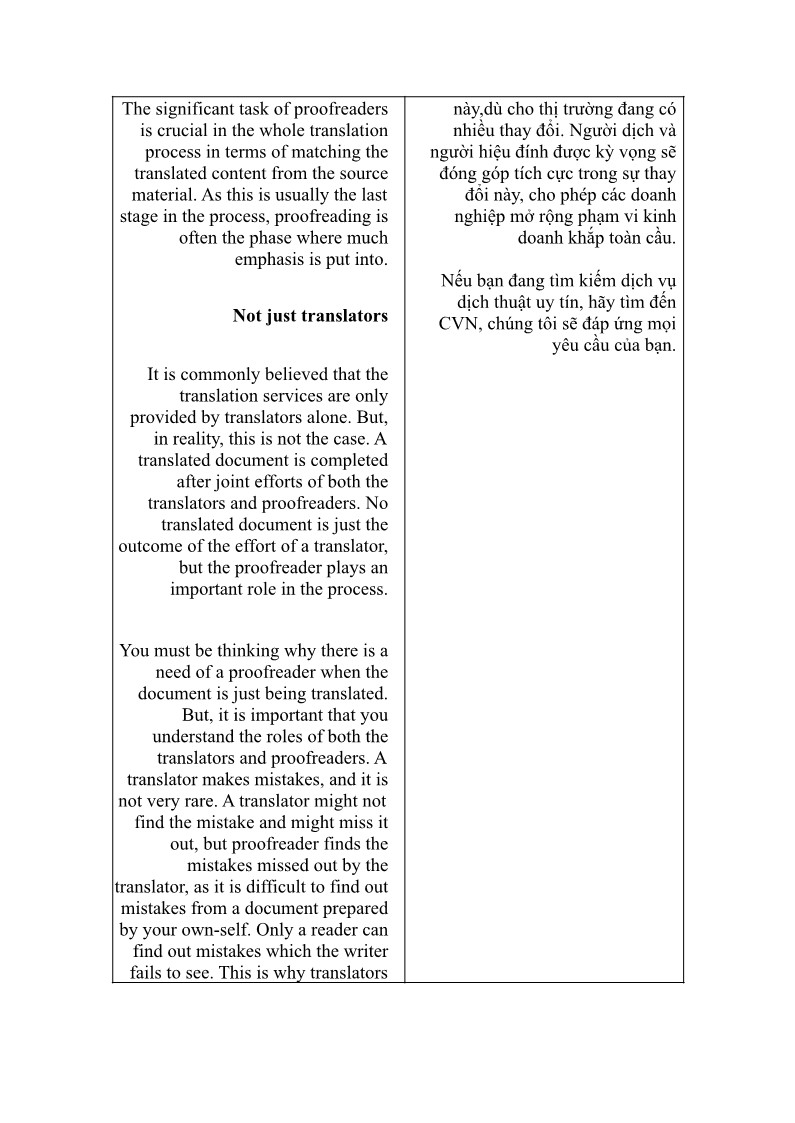 The significant task of proofreaders
is crucial in the whole translation
process in terms of matching the
translated content from the source
material. As this is usually the last
stage in the process, proofreading is
often the phase where much
emphasis is put into.
Not just translators
It is commonly believed that the
translation services are only
provided by translators alone. But,
in reality, this is not the case. A
translated document is completed
after joint efforts of both the
translators and proofreaders. No
translated document is just the
outcome of the effort of a translator,
but the proofreader plays an
important role in the process.
You must be thinking why there is a
need of a proofreader when the
document is just being translated.
But, it is important that you
understand the roles of both the
translators and proofreaders. A
translator makes mistakes, and it is
not very rare. A translator might not
find the mistake and might miss it
out, but proofreader finds the
mistakes missed out by the
translator, as it is difficult to find out
mistakes from a document prepared
by your own-self. Only a reader can
find out mistakes which the writer
fails to see. This is why translators
này,dù cho thị trường đang có
nhiều thay đổi. Người dịch và
người hiệu đính được kỳ vọng sẽ
đóng góp tích cực trong sự thay
đổi này, cho phép các doanh
nghiệp mở rộng phạm vi kinh
doanh khắp toàn cầu.
Nếu bạn đang tìm kiếm dịch vụ
dịch thuật uy tín, hãy tìm đến
CVN, chúng tôi sẽ đáp ứng mọi
yêu cầu của bạn.